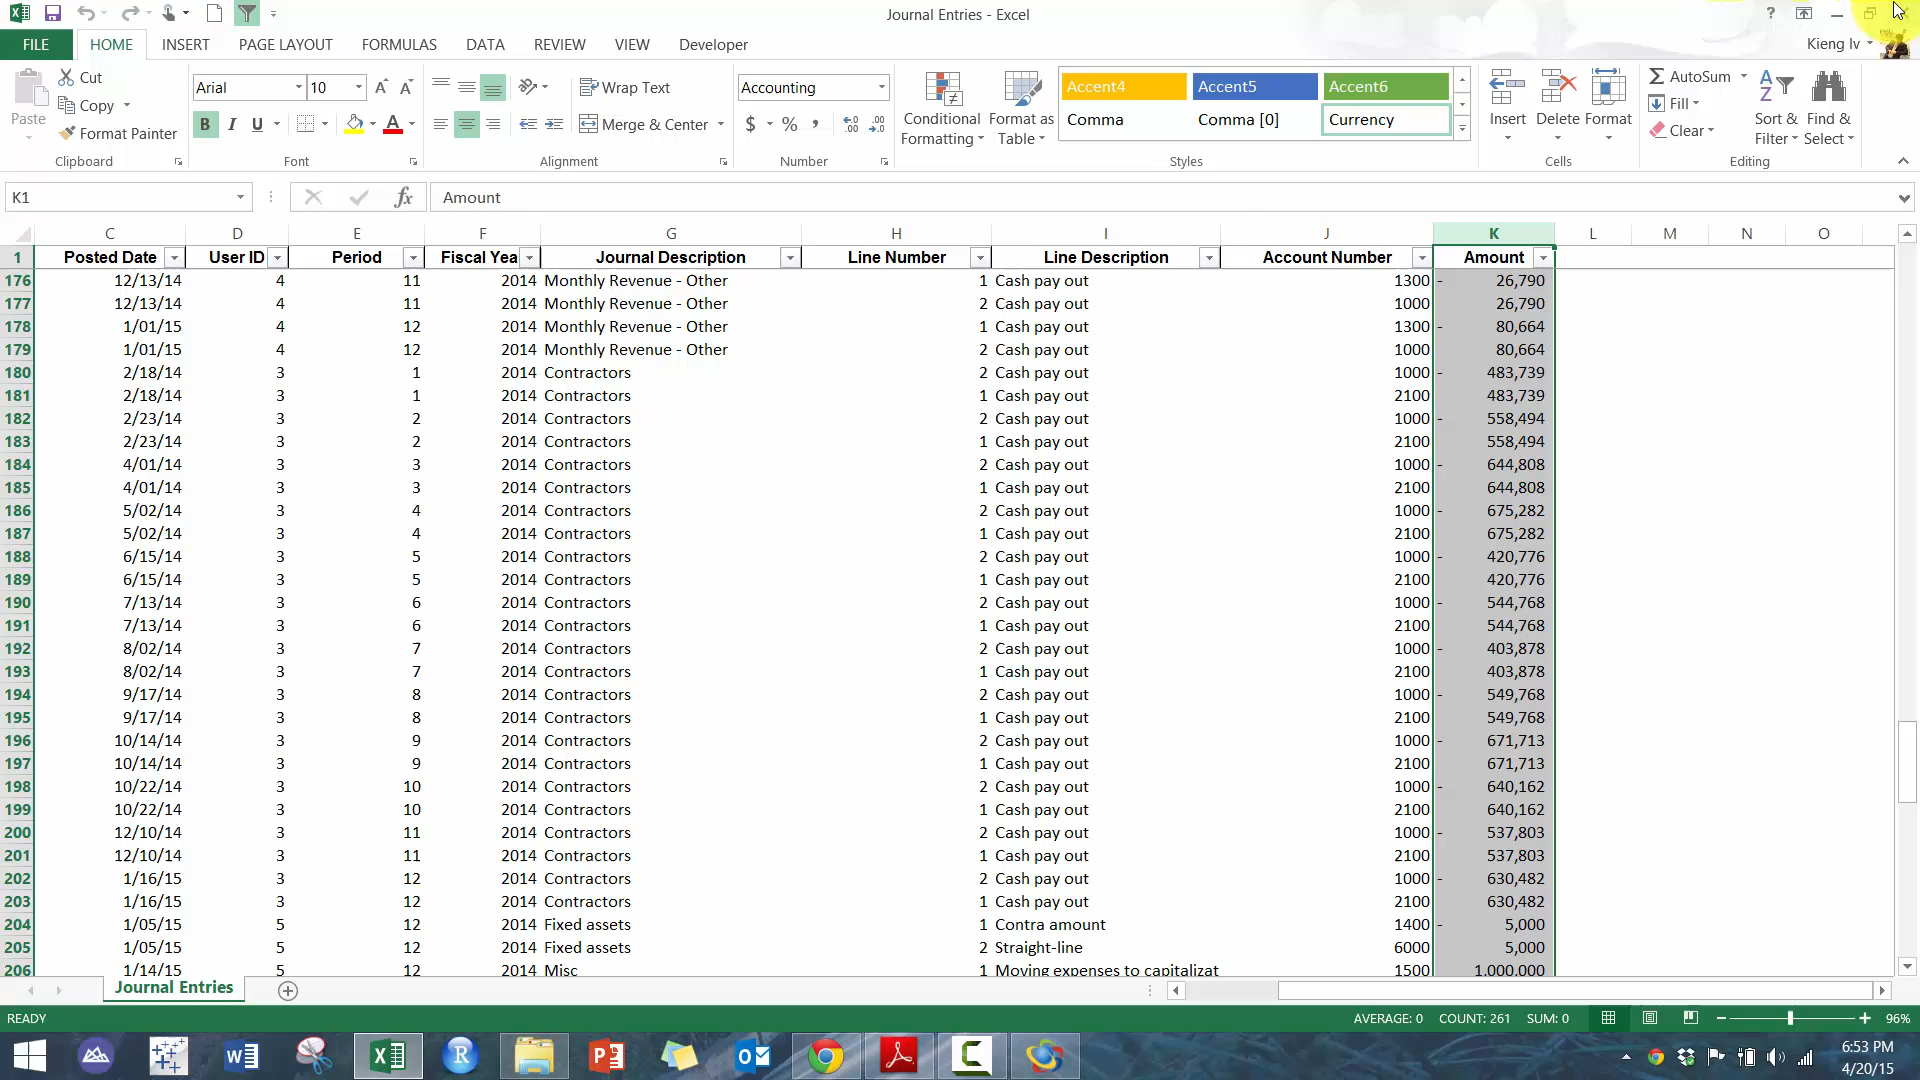 Journal Entries - Excel
?
FILE HOME INSERT PAGE LAYOUT FORMULAS DATA REVIEW VIEW Developer Kieng Iv
Paste Cut Copy Format Painter Clipboard
Arial 10 B I U Font
Wrap Text Merge & Center Alignment
Accounting $ % , Number
Conditional Formatting Format as Table
Accent4 Accent5 Accent6
Comma Comma [0] Currency
Styles
Insert Delete Format Cells
AutoSum Fill Clear Sort & Filter Find & Select Editing
K1 fx Amount
C D E F G H I J K L M N O
1 Posted Date User ID Period Fiscal Yea Journal Description Line Number Line Description Account Number Amount
176 12/13/14 4 11 2014 Monthly Revenue - Other 1 Cash pay out 1300 - 26,790
177 12/13/14 4 11 2014 Monthly Revenue - Other 2 Cash pay out 1000 26,790
178 1/01/15 4 12 2014 Monthly Revenue - Other 1 Cash pay out 1300 - 80,664
179 1/01/15 4 12 2014 Monthly Revenue - Other 2 Cash pay out 1000 80,664
180 2/18/14 3 1 2014 Contractors 2 Cash pay out 1000 - 483,739
181 2/18/14 3 1 2014 Contractors 1 Cash pay out 2100 483,739
182 2/23/14 3 2 2014 Contractors 2 Cash pay out 1000 - 558,494
183 2/23/14 3 2 2014 Contractors 1 Cash pay out 2100 558,494
184 4/01/14 3 3 2014 Contractors 2 Cash pay out 1000 - 644,808
185 4/01/14 3 3 2014 Contractors 1 Cash pay out 2100 644,808
186 5/02/14 3 4 2014 Contractors 2 Cash pay out 1000 - 675,282
187 5/02/14 3 4 2014 Contractors 1 Cash pay out 2100 675,282
188 6/15/14 3 5 2014 Contractors 2 Cash pay out 1000 - 420,776
189 6/15/14 3 5 2014 Contractors 1 Cash pay out 2100 420,776
190 7/13/14 3 6 2014 Contractors 2 Cash pay out 1000 - 544,768
191 7/13/14 3 6 2014 Contractors 1 Cash pay out 2100 544,768
192 8/02/14 3 7 2014 Contractors 2 Cash pay out 1000 - 403,878
193 8/02/14 3 7 2014 Contractors 1 Cash pay out 2100 403,878
194 9/17/14 3 8 2014 Contractors 2 Cash pay out 1000 - 549,768
195 9/17/14 3 8 2014 Contractors 1 Cash pay out 2100 549,768
196 10/14/14 3 9 2014 Contractors 2 Cash pay out 1000 - 671,713
197 10/14/14 3 9 2014 Contractors 1 Cash pay out 2100 671,713
198 10/22/14 3 10 2014 Contractors 2 Cash pay out 1000 - 640,162
199 10/22/14 3 10 2014 Contractors 1 Cash pay out 2100 640,162
200 12/10/14 3 11 2014 Contractors 2 Cash pay out 1000 - 537,803
201 12/10/14 3 11 2014 Contractors 1 Cash pay out 2100 537,803
202 1/16/15 3 12 2014 Contractors 2 Cash pay out 1000 - 630,482
203 1/16/15 3 12 2014 Contractors 1 Cash pay out 2100 630,482
204 1/05/15 5 12 2014 Fixed assets 1 Contra amount 1400 - 5,000
205 1/05/15 5 12 2014 Fixed assets 2 Straight-line 6000 5,000
206 1/14/15 5 12 2014 Misc 1 Moving expenses to capitalizat 1500 1,000,000
Journal Entries
READY AVERAGE: 0 COUNT: 261 SUM: 0 96%
6:53 PM
4/20/15